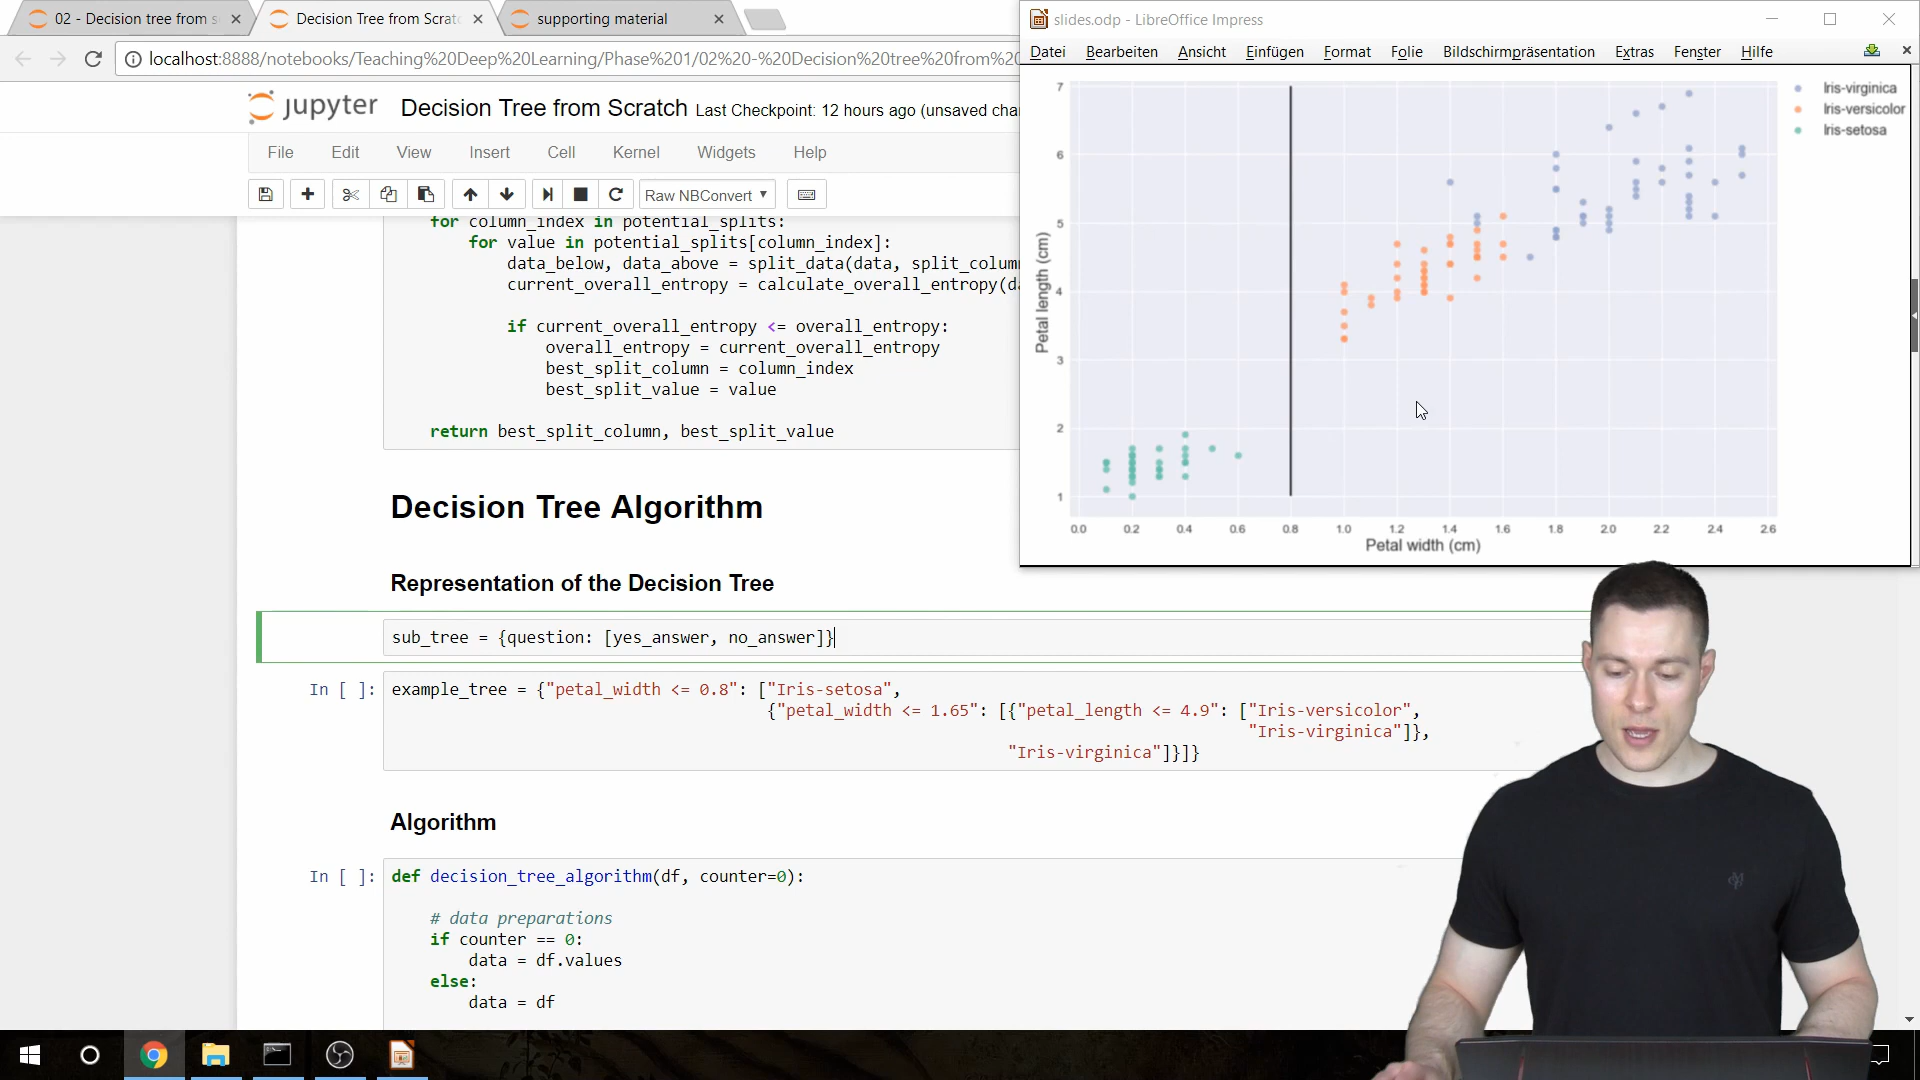 02 - Decision tree from s
Decision Tree from Scrat
supporting material
localhost:8888/notebooks/Teaching%20Deep%20Learning/Phase%201/02%20-%20Decision%20tree%20from%20
jupyter Decision Tree from Scratch Last Checkpoint: 12 hours ago (unsaved cha
File Edit View Insert Cell Kernel Widgets Help
Raw NBConvert
for column_index in potential_splits:
for value in potential_splits[column_index]:
data_below, data_above = split_data(data, split_colum
current_overall_entropy = calculate_overall_entropy(d
if current_overall_entropy <= overall_entropy:
overall_entropy = current_overall_entropy
best_split_column = column_index
best_split_value = value
return best_split_column, best_split_value
Decision Tree Algorithm
Representation of the Decision Tree
sub_tree = {question: [yes_answer, no_answer]}
In [ ]: example_tree = {"petal_width <= 0.8": ["Iris-setosa",
{"petal_width <= 1.65": [{"petal_length <= 4.9": ["Iris-versicolor",
"Iris-virginica"]},
"Iris-virginica"]}]}
Algorithm
In [ ]: def decision_tree_algorithm(df, counter=0):
# data preparations
if counter == 0:
data = df.values
else:
data = df
slides.odp - LibreOffice Impress
Datei Bearbeiten Ansicht Einfügen Format Folie Bildschirmpräsentation Extras Fenster Hilfe
7
6
5
4
3
2
1
Petal length (cm)
0.0 0.2 0.4 0.6 0.8 1.0 1.2 1.4 1.6 1.8 2.0 2.2 2.4 2.6
Petal width (cm)
Iris-virginica
Iris-versicolor
Iris-setosa